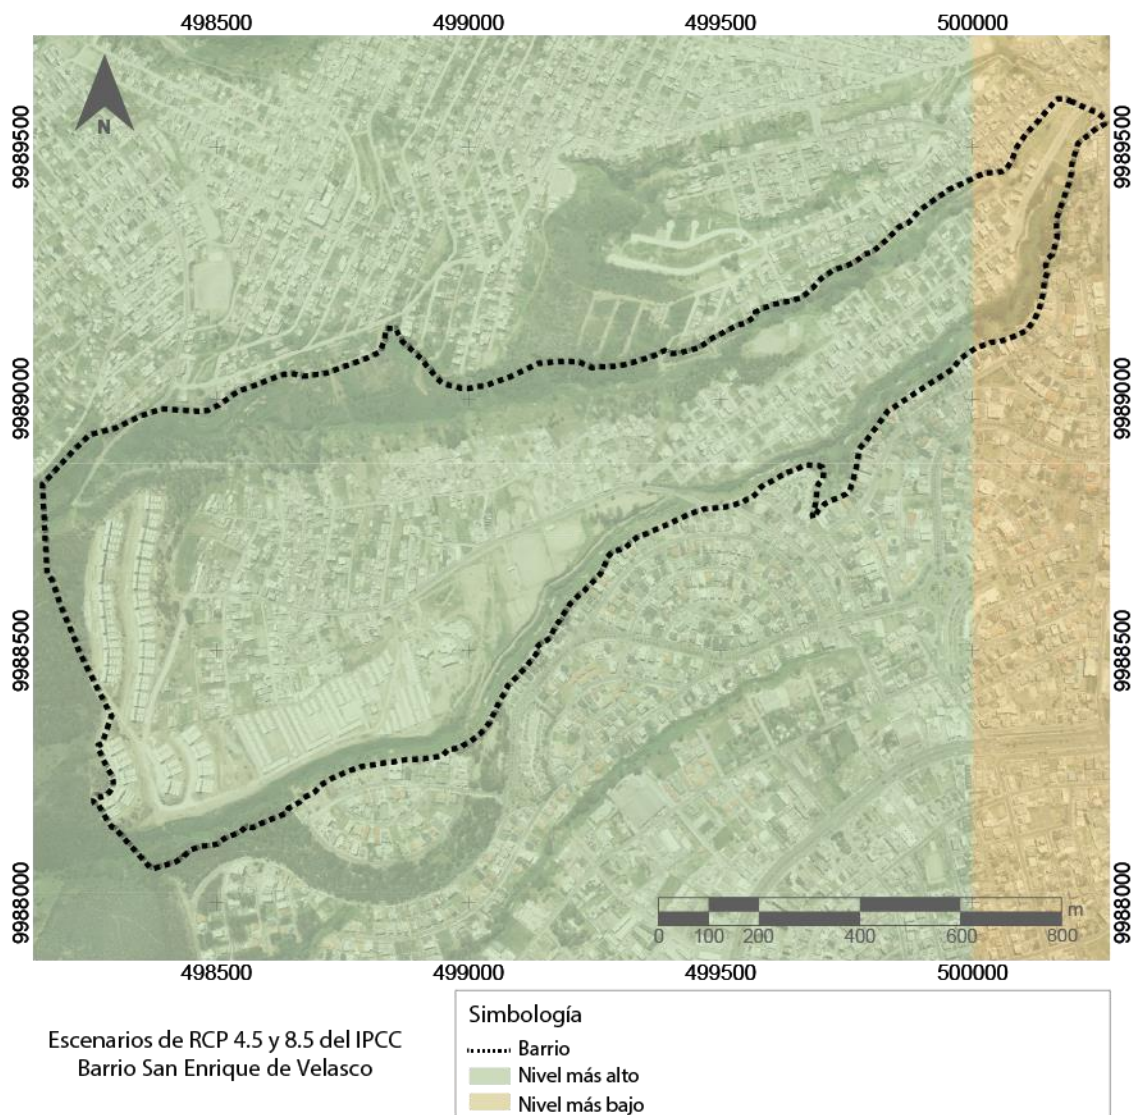 498500 499000 499500 500000
N
9989500 9989500
9989000 9989000
9988500 9988500
9988000 9988000
m
0 100 200 400 600 800
498500 499000 499500 500000
Escenarios de RCP 4.5 y 8.5 del IPCC
Barrio San Enrique de Velasco
Simbología
Barrio
Nivel más alto
Nivel más bajo